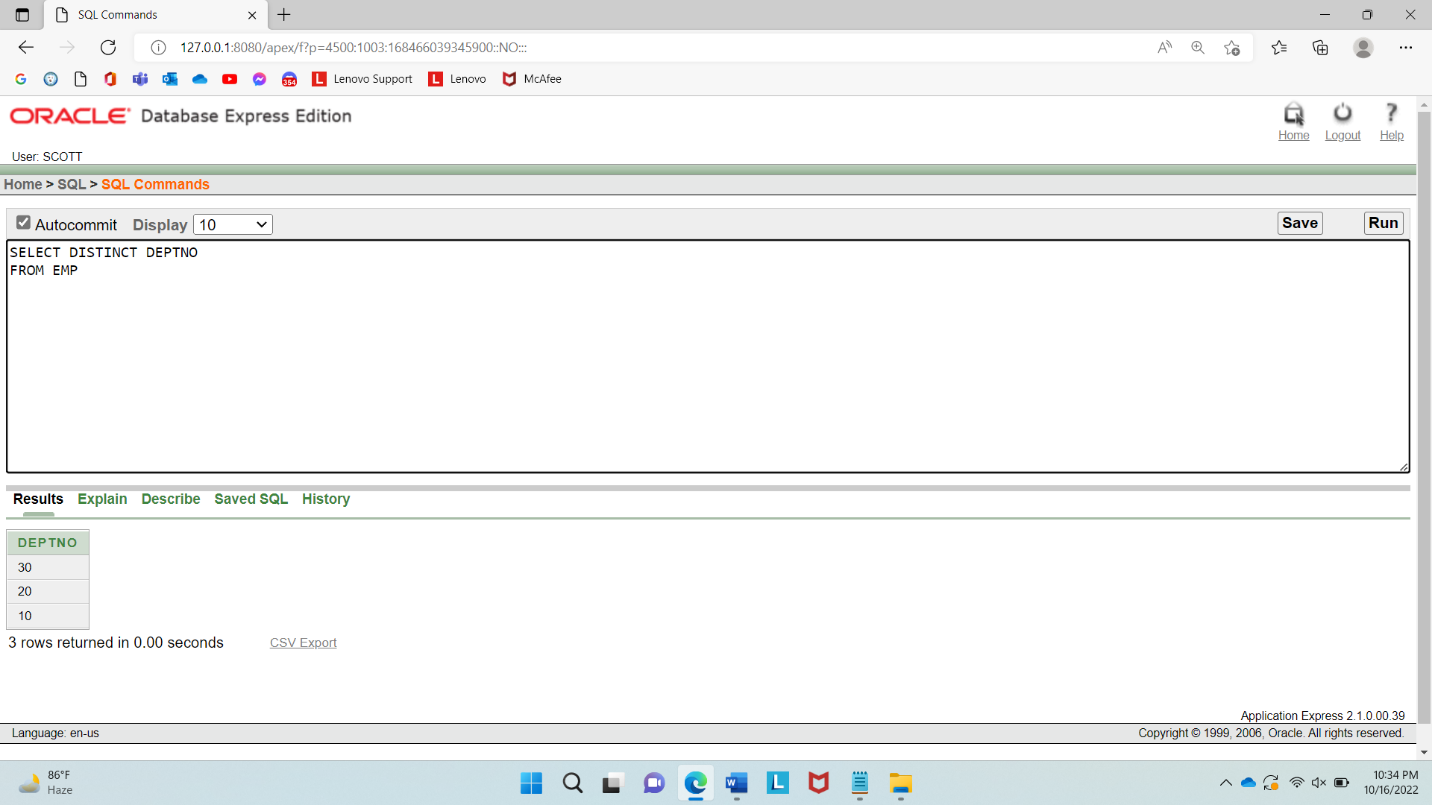 SQL Commands
127.0.0.1:8080/apex/f?p=4500:1003:168466039345900::NO:::
G 354 L Lenovo Support L Lenovo McAfee
ORACLE® Database Express Edition
Home Logout Help
User: SCOTT
Home > SQL > SQL Commands
Autocommit Display 10 Save Run
SELECT DISTINCT DEPTNO
FROM EMP
Results Explain Describe Saved SQL History
DEPTNO
30
20
10
3 rows returned in 0.00 seconds CSV Export
Application Express 2.1.0.00.39
Language: en-us Copyright © 1999, 2006, Oracle. All rights reserved.
86°F
Haze
W L
10:34 PM
10/16/2022